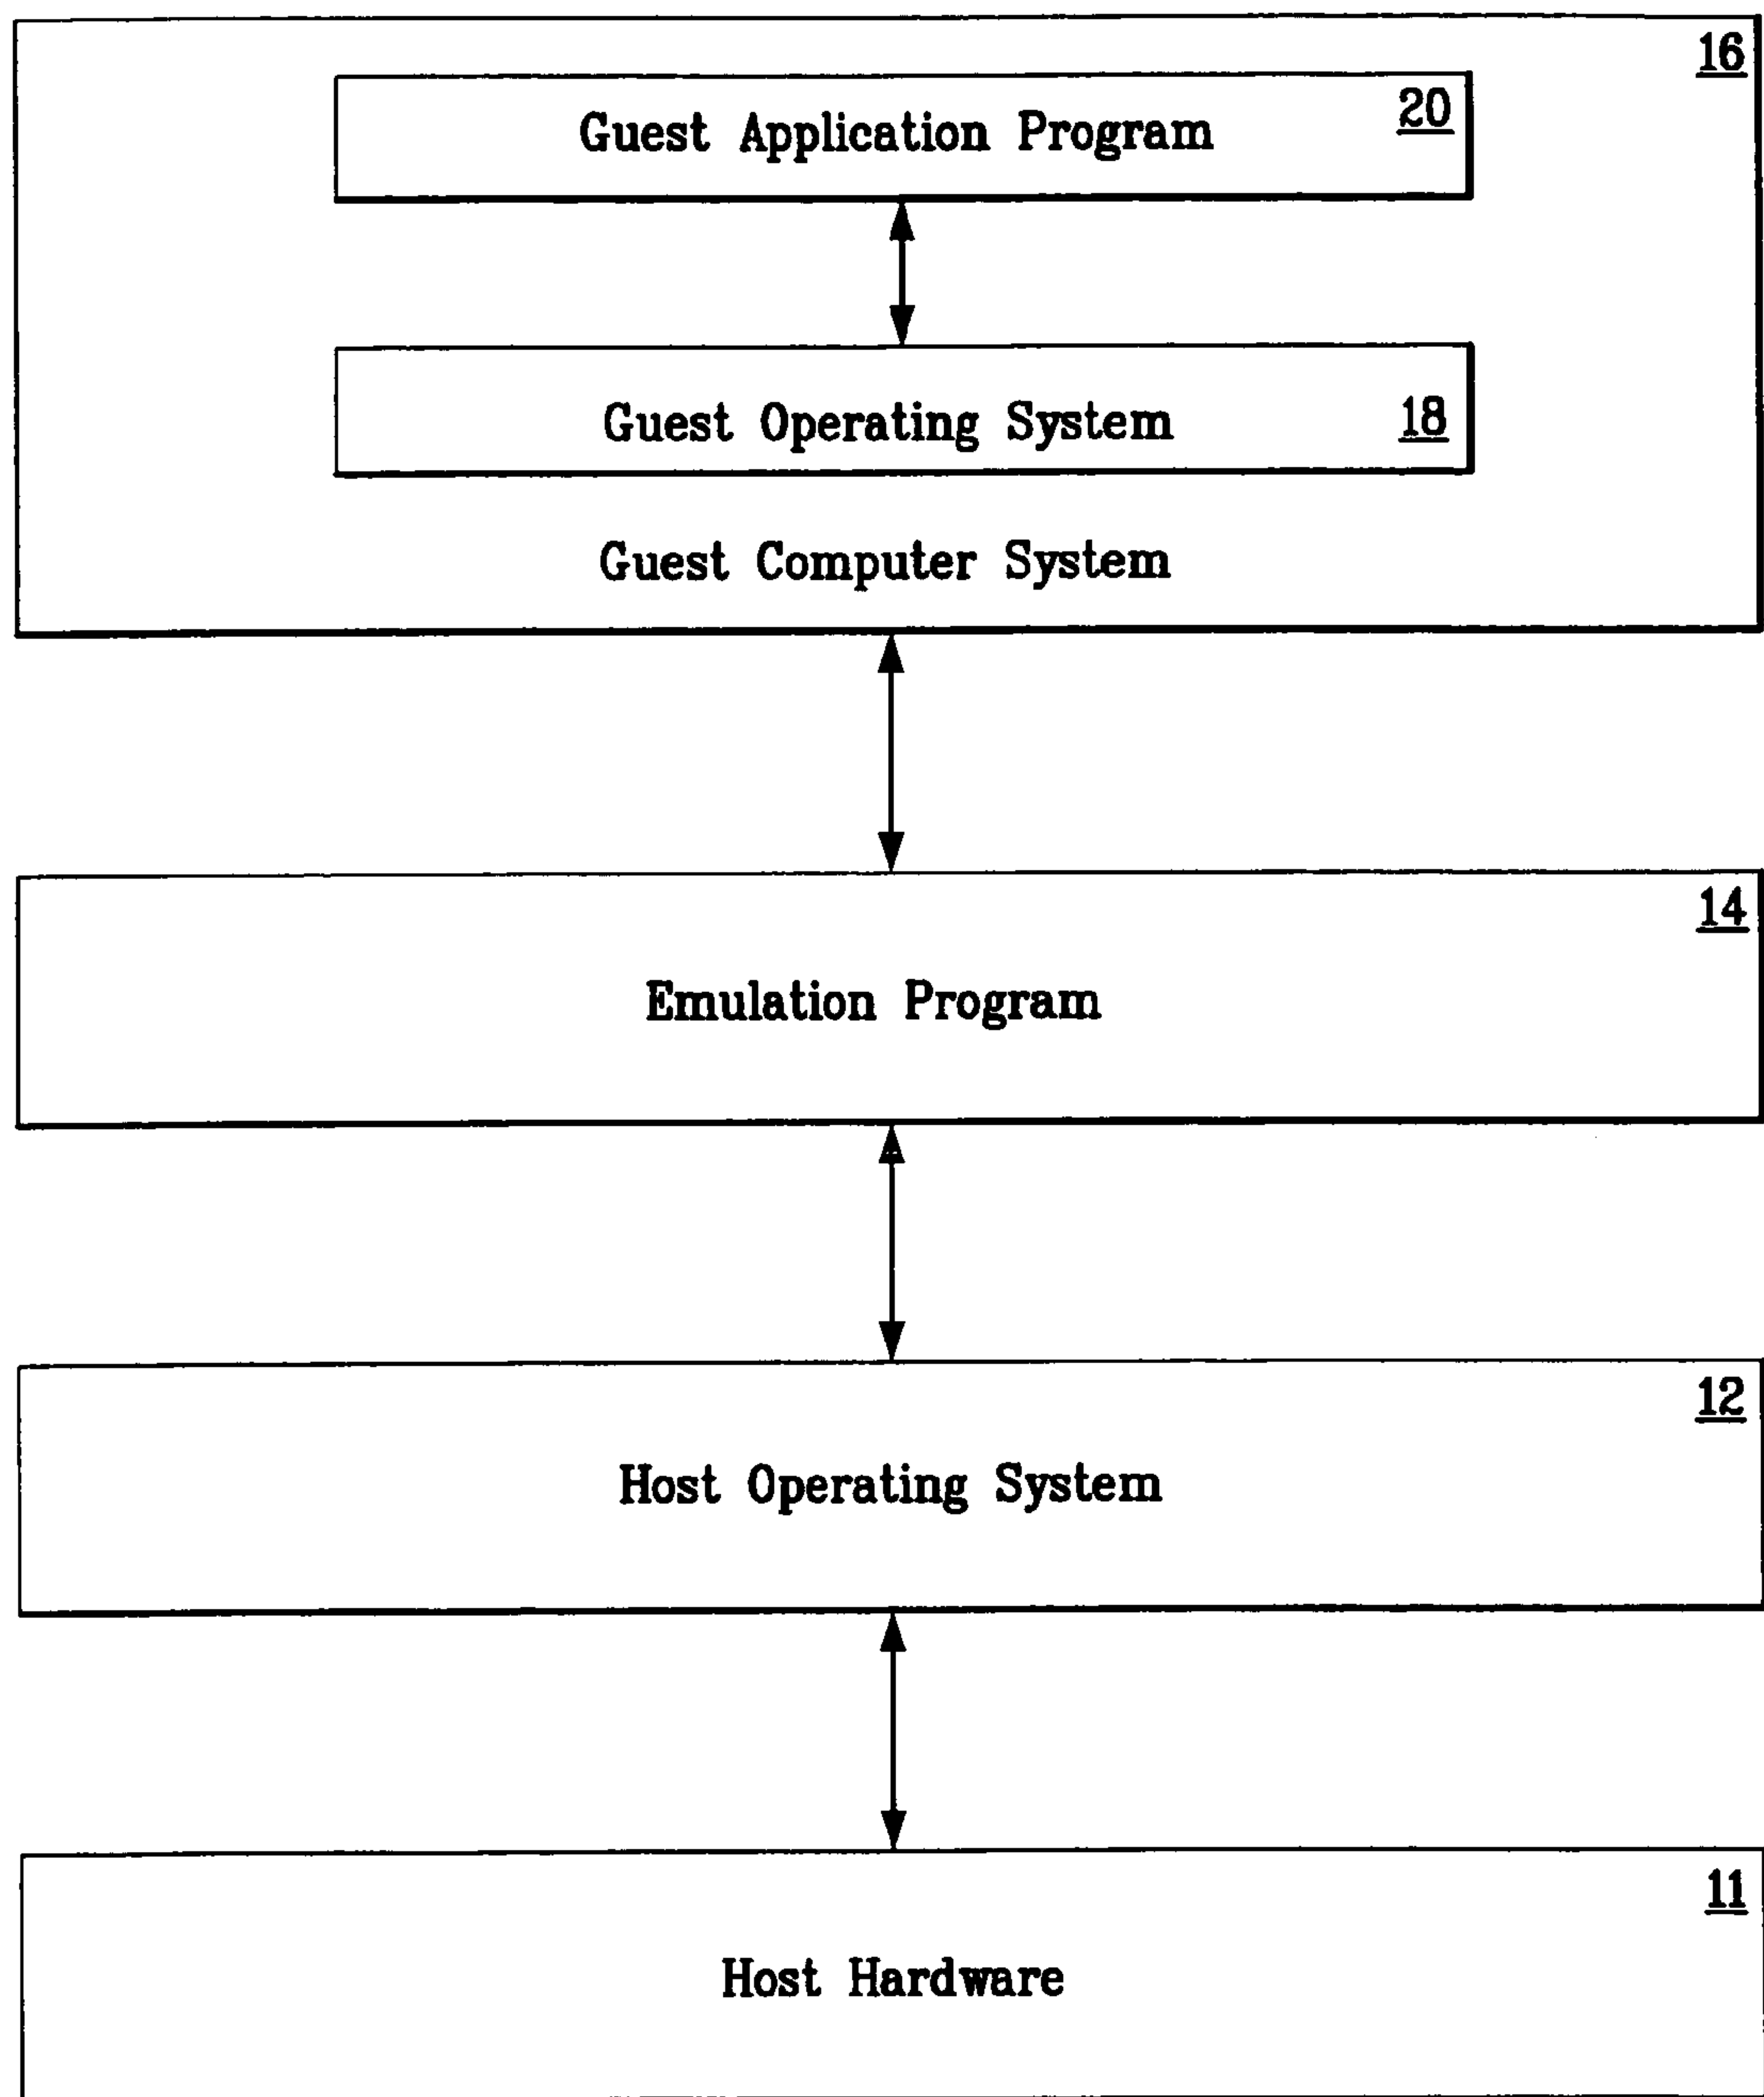 16
Guest Application Program 20
Guest Operating System 18
Guest Computer System
14
Emulation Program
12
Host Operating System
11
Host Hardware